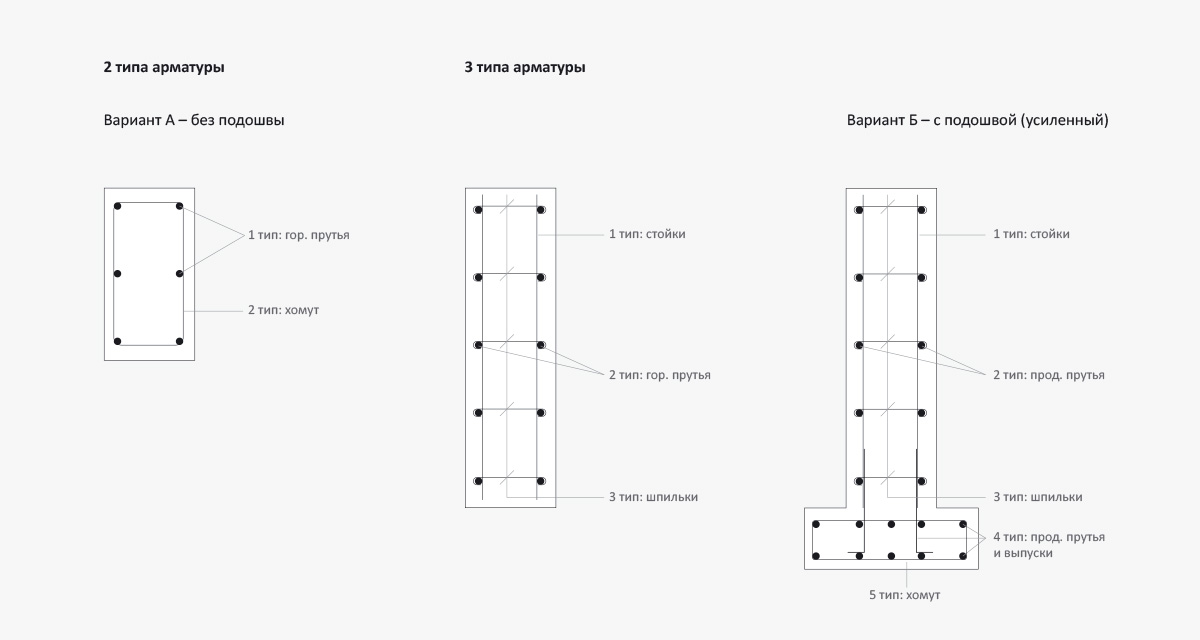 2 типа арматуры
3 типа арматуры
Вариант А – без подошвы
Вариант Б – с подошвой (усиленный)
1 тип: гор. прутья
2 тип: хомут
1 тип: стойки
2 тип: гор. прутья
3 тип: шпильки
1 тип: стойки
2 тип: прод. прутья
3 тип: шпильки
4 тип: прод. прутья
и выпуски
5 тип: хомут